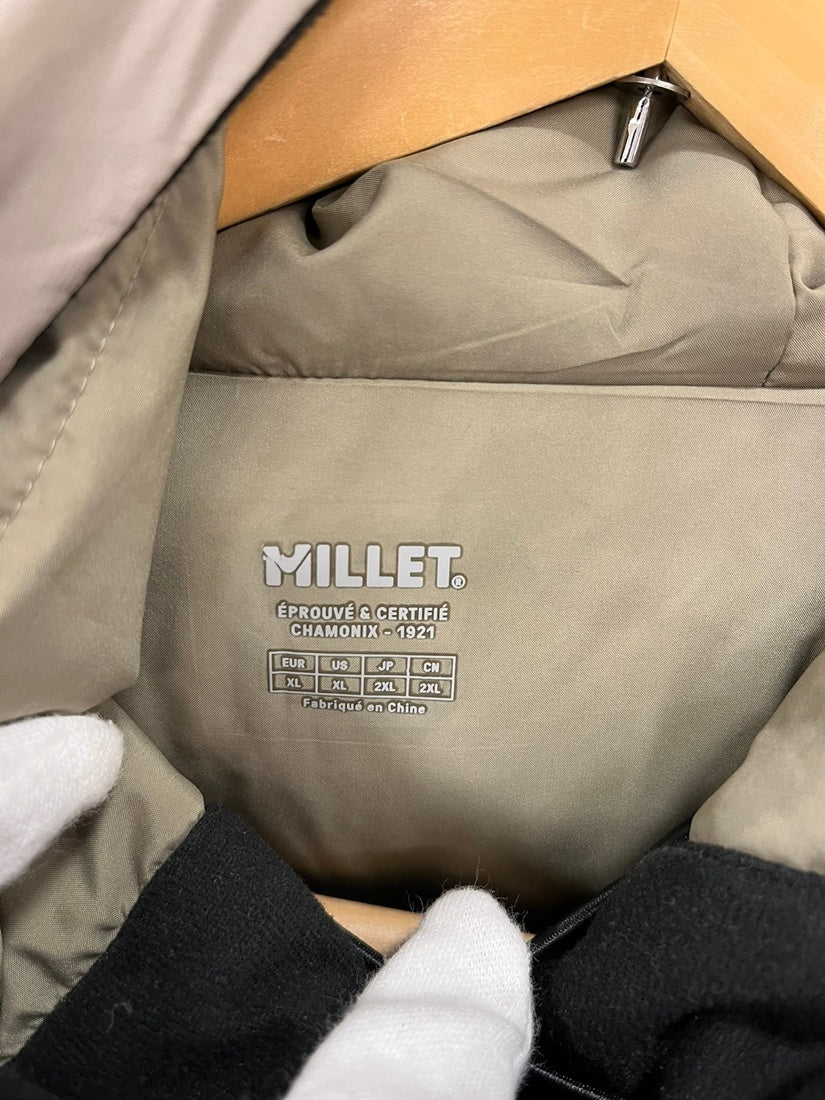 MILLET®
ÉPROUVÉ & CERTIFIÉ
CHAMONIX - 1921
EUR US JP CN
XL XL 2XL 2XL
Fabriqué en Chine